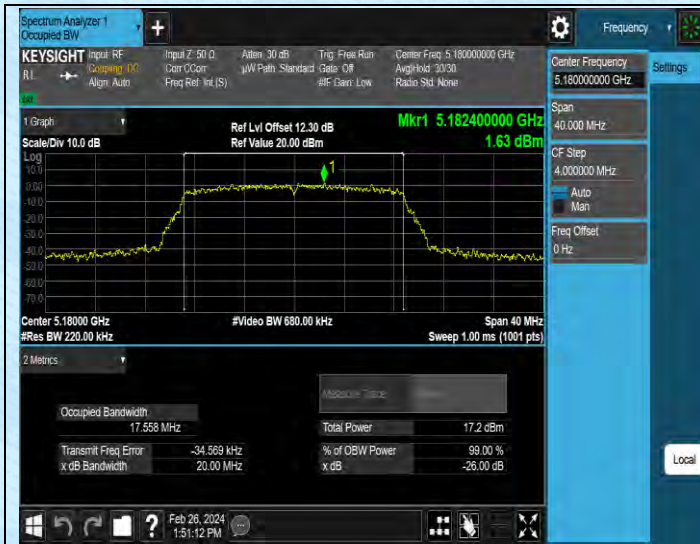 Spectrum Analyzer 1
Occupied BW
Frequency
KEYSIGHT
RL
Input: RF
Coupling: DC
Align: Auto
Input Z: 50 Ω
Corr CCorr
Freq Ref: Int (S)
Atten: 30 dB
µW Path: Standard
Trig: Free Run
Gate: Off
#IF Gain: Low
Center Freq: 5.180000000 GHz
Avg|Hold: 30/30
Radio Std: None
Center Frequency
5.180000000 GHz
Settings
Span
40.000 MHz
CF Step
4.000000 MHz
Auto
Man
Freq Offset
0 Hz
Local
1 Graph
Scale/Div 10.0 dB
Ref Lvl Offset 12.30 dB
Ref Value 20.00 dBm
Mkr1 5.182400000 GHz
1.63 dBm
Log
10.0
0.00
-10.0
-20.0
-30.0
-40.0
-50.0
-60.0
-70.0
1
Center 5.18000 GHz
#Res BW 220.00 kHz
#Video BW 680.00 kHz
Span 40 MHz
Sweep 1.00 ms (1001 pts)
2 Metrics
Measure Trace
Occupied Bandwidth
17.558 MHz
Total Power 17.2 dBm
Transmit Freq Error -34.569 kHz
% of OBW Power 99.00 %
x dB Bandwidth 20.00 MHz
x dB -26.00 dB
?
Feb 26, 2024
1:51:12 PM